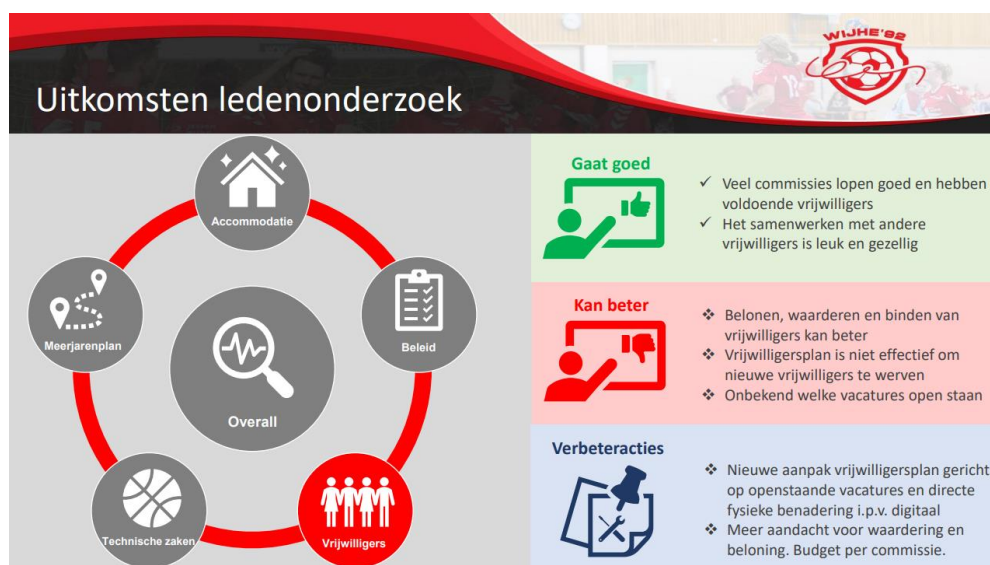 WIJHE'92
Uitkomsten ledenonderzoek
Accommodatie
Meerjarenplan
Beleid
Overall
Technische zaken
Vrijwilligers
Gaat goed
✓ Veel commissies lopen goed en hebben
voldoende vrijwilligers
✓ Het samenwerken met andere
vrijwilligers is leuk en gezellig
Kan beter
❖ Belonen, waarderen en binden van
vrijwilligers kan beter
❖ Vrijwilligersplan is niet effectief om
nieuwe vrijwilligers te werven
❖ Onbekend welke vacatures open staan
Verbeteracties
❖ Nieuwe aanpak vrijwilligersplan gericht
op openstaande vacatures en directe
fysieke benadering i.p.v. digitaal
❖ Meer aandacht voor waardering en
beloning. Budget per commissie.